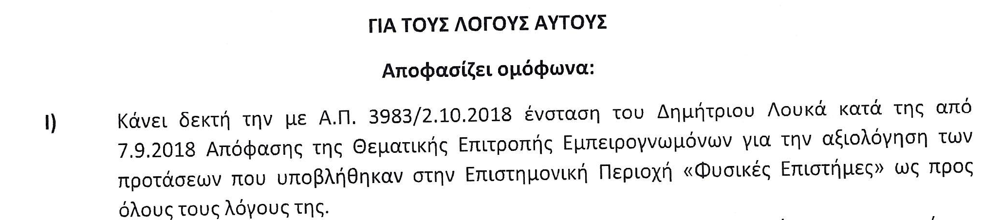 ΓΙΑ ΤΟΥΣ ΛΟΓΟΥΣ ΑΥΤΟΥΣ
Αποφασίζει ομόφωνα:
Ι) Κάνει δεκτή την με Α.Π. 3983/2.10.2018 ένσταση του Δημήτριου Λουκά κατά της από
7.9.2018 Απόφασης της Θεματικής Επιτροπής Εμπειρογνωμόνων για την αξιολόγηση των
προτάσεων που υποβλήθηκαν στην Επιστημονική Περιοχή «Φυσικές Επιστήμες» ως προς
όλους τους λόγους της.